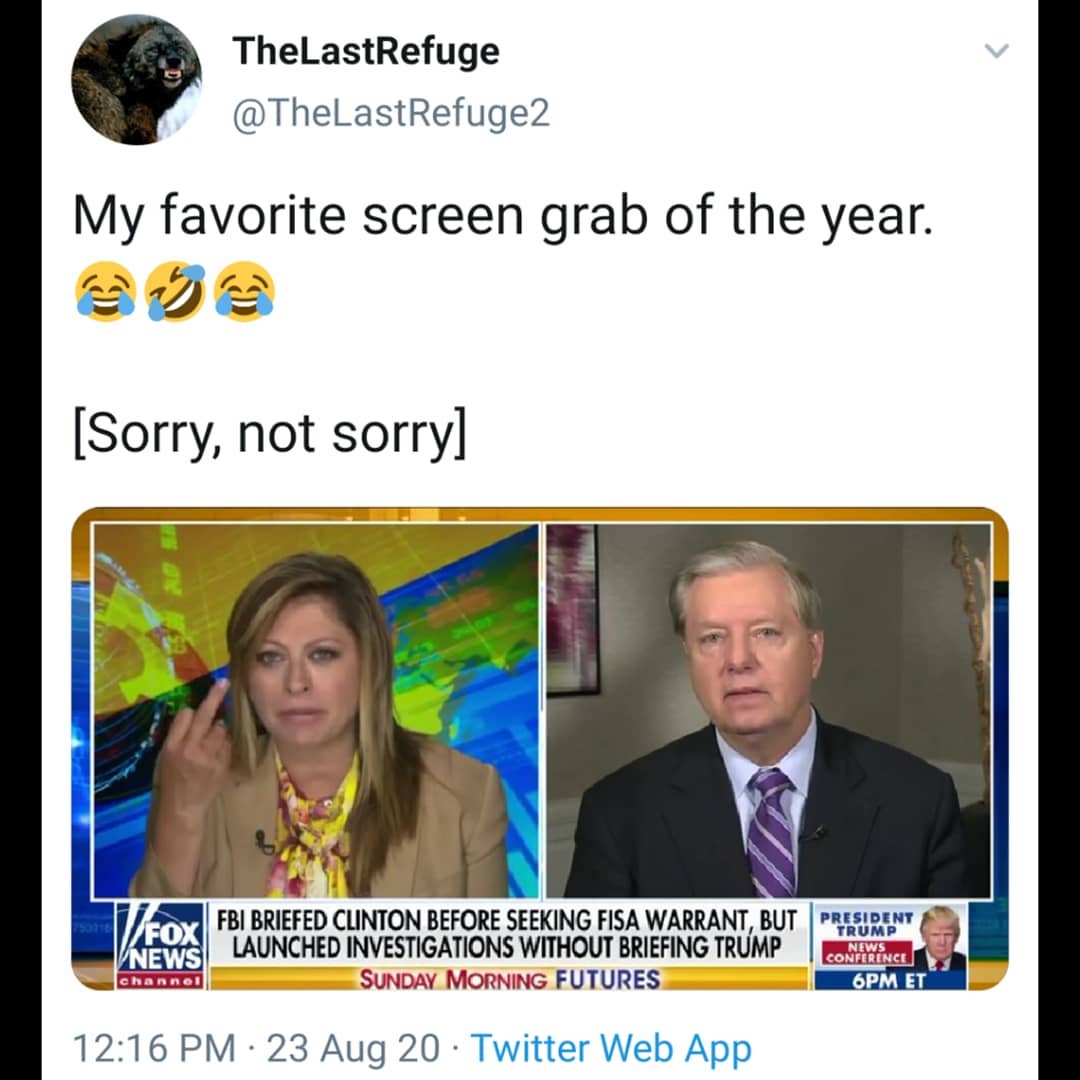 TheLastRefuge
@TheLastRefuge2
My favorite screen grab of the year.
😂🤣😂
[Sorry, not sorry]
FOX
NEWS
channel
FBI BRIEFED CLINTON BEFORE SEEKING FISA WARRANT, BUT
LAUNCHED INVESTIGATIONS WITHOUT BRIEFING TRUMP
SUNDAY MORNING FUTURES
PRESIDENT
TRUMP
NEWS
CONFERENCE
6PM ET
12:16 PM · 23 Aug 20 · Twitter Web App